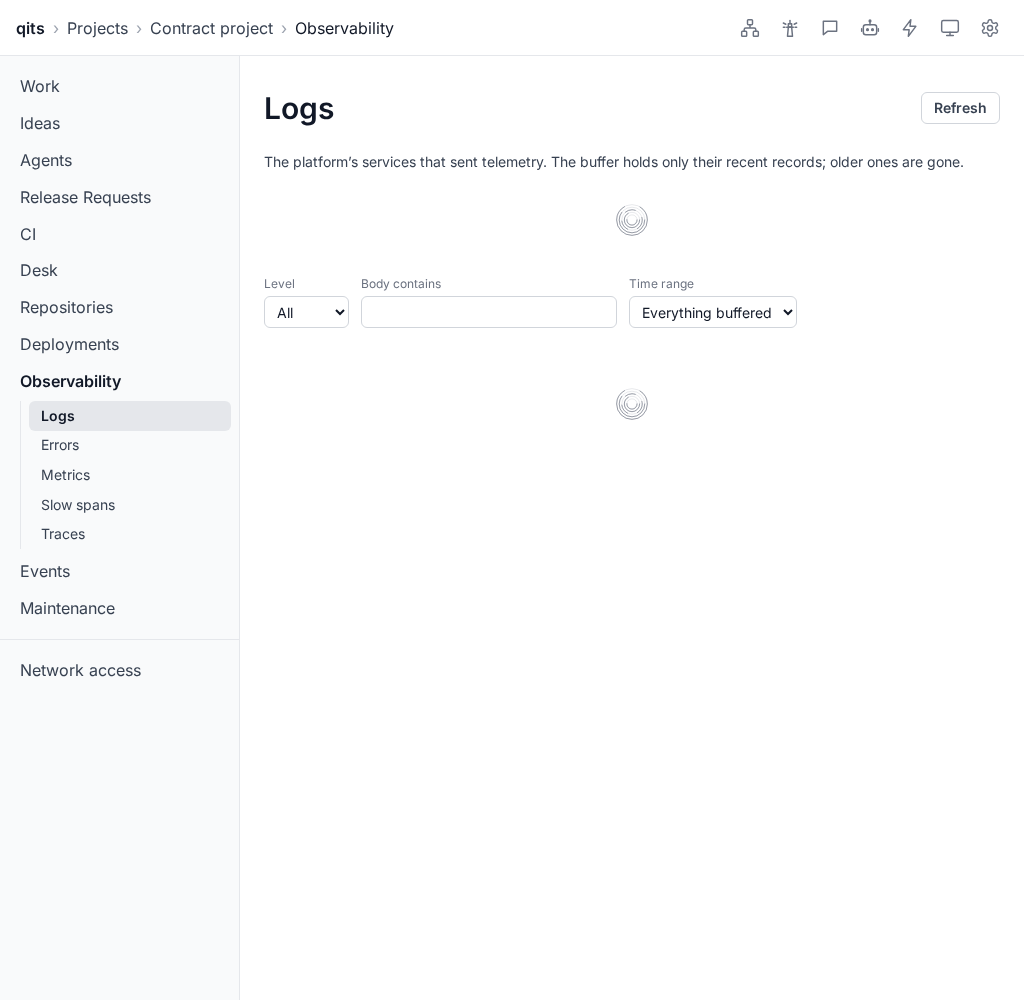 qits › Projects › Contract project › Observability
Work
Ideas
Agents
Release Requests
CI
Desk
Repositories
Deployments
Observability
Logs
Errors
Metrics
Slow spans
Traces
Events
Maintenance
Network access
Logs
Refresh
The platform’s services that sent telemetry. The buffer holds only their recent records; older ones are gone.
Level
Body contains
Time range
All
Everything buffered